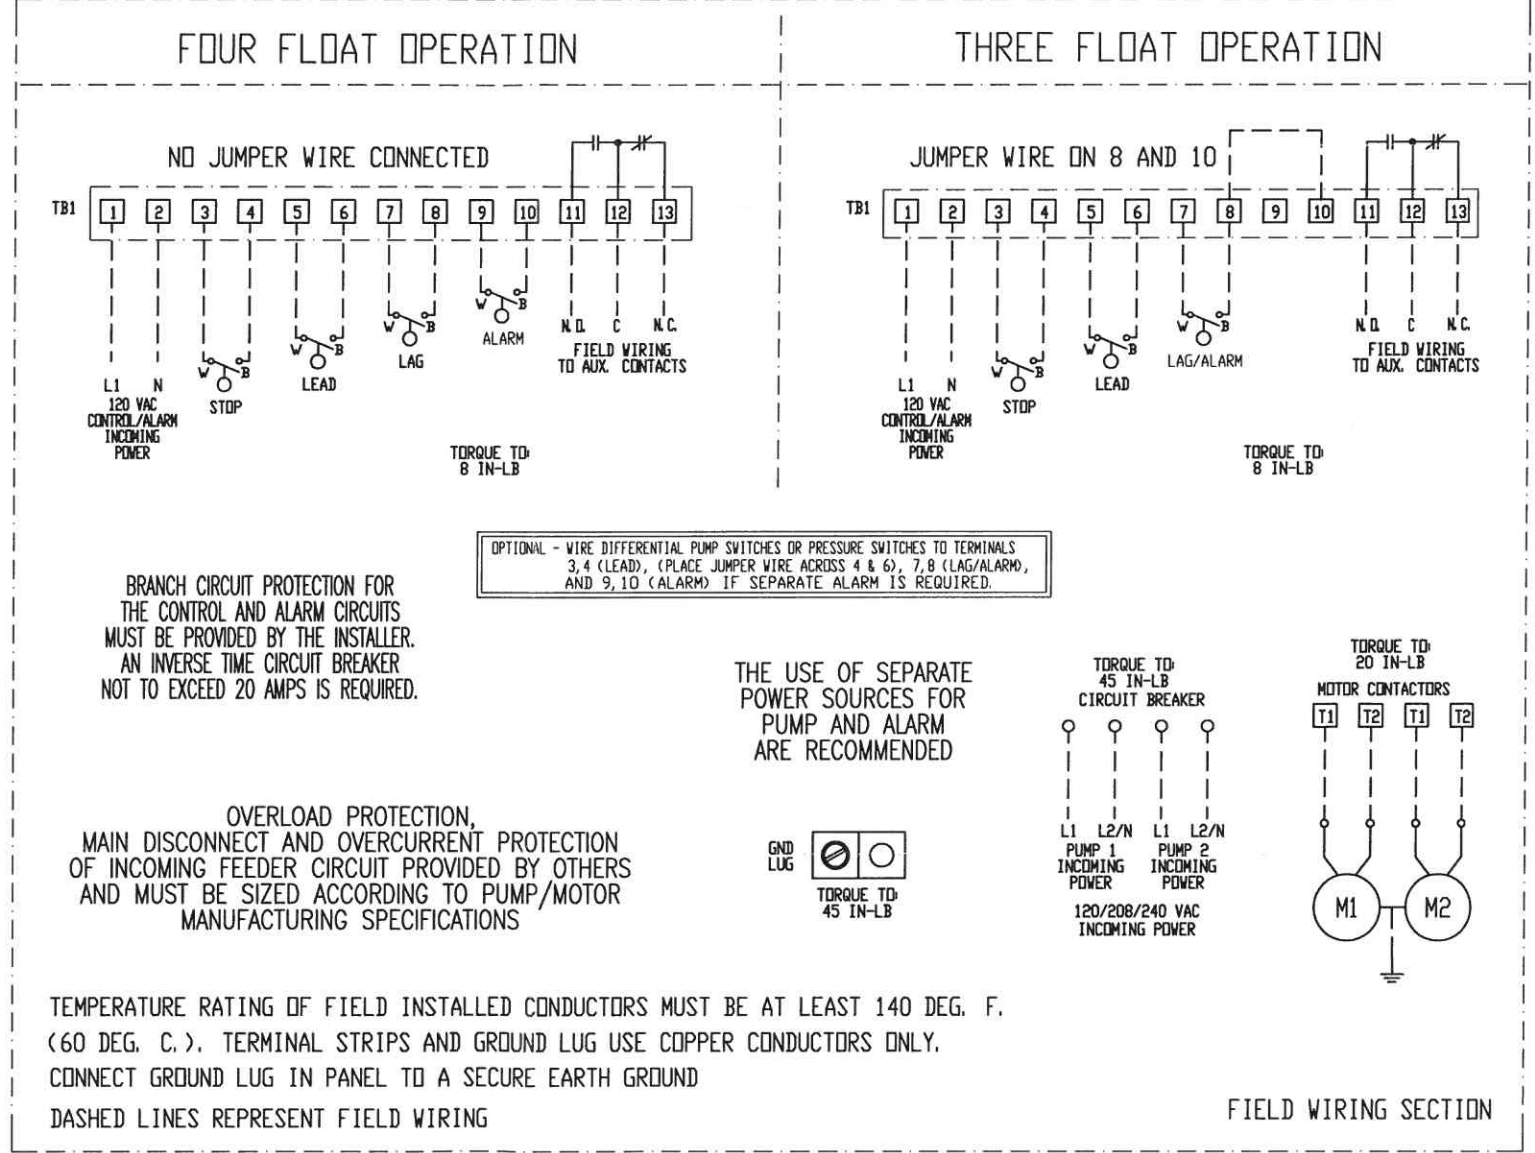 FOUR FLOAT OPERATION
NO JUMPER WIRE CONNECTED
TB1 1 2 3 4 5 6 7 8 9 10 11 12 13
W B
STOP
W B
LEAD
W B
LAG
W B
ALARM
N.O. C N.C.
FIELD WIRING
TO AUX. CONTACTS
L1 N
120 VAC
CONTROL/ALARM
INCOMING
POWER
TORQUE TO:
8 IN-LB
THREE FLOAT OPERATION
JUMPER WIRE ON 8 AND 10
TB1 1 2 3 4 5 6 7 8 9 10 11 12 13
W B
STOP
W B
LEAD
W B
LAG/ALARM
N.O. C N.C.
FIELD WIRING
TO AUX. CONTACTS
L1 N
120 VAC
CONTROL/ALARM
INCOMING
POWER
TORQUE TO:
8 IN-LB
OPTIONAL - WIRE DIFFERENTIAL PUMP SWITCHES OR PRESSURE SWITCHES TO TERMINALS
3,4 (LEAD), (PLACE JUMPER WIRE ACROSS 4 & 6), 7,8 (LAG/ALARM),
AND 9,10 (ALARM) IF SEPARATE ALARM IS REQUIRED.
BRANCH CIRCUIT PROTECTION FOR
THE CONTROL AND ALARM CIRCUITS
MUST BE PROVIDED BY THE INSTALLER.
AN INVERSE TIME CIRCUIT BREAKER
NOT TO EXCEED 20 AMPS IS REQUIRED.
THE USE OF SEPARATE
POWER SOURCES FOR
PUMP AND ALARM
ARE RECOMMENDED
TORQUE TO:
45 IN-LB
CIRCUIT BREAKER
L1 L2/N L1 L2/N
PUMP 1
INCOMING
POWER
PUMP 2
INCOMING
POWER
120/208/240 VAC
INCOMING POWER
TORQUE TO:
20 IN-LB
MOTOR CONTACTORS
T1 T2 T1 T2
M1 M2
OVERLOAD PROTECTION,
MAIN DISCONNECT AND OVERCURRENT PROTECTION
OF INCOMING FEEDER CIRCUIT PROVIDED BY OTHERS
AND MUST BE SIZED ACCORDING TO PUMP/MOTOR
MANUFACTURING SPECIFICATIONS
GND
LUG
TORQUE TO:
45 IN-LB
TEMPERATURE RATING OF FIELD INSTALLED CONDUCTORS MUST BE AT LEAST 140 DEG. F.
(60 DEG. C.). TERMINAL STRIPS AND GROUND LUG USE COPPER CONDUCTORS ONLY.
CONNECT GROUND LUG IN PANEL TO A SECURE EARTH GROUND
DASHED LINES REPRESENT FIELD WIRING
FIELD WIRING SECTION